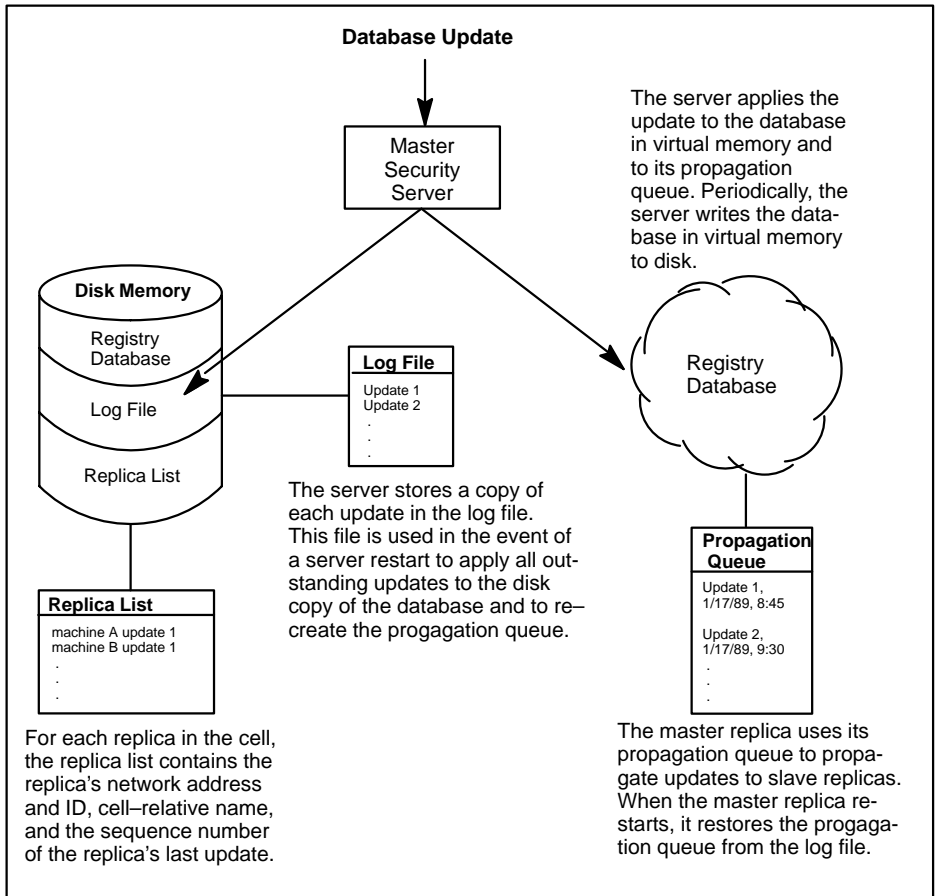 Database Update
Master
Security
Server
The server applies the
update to the database
in virtual memory and
to its propagation
queue. Periodically, the
server writes the data-
base in virtual memory
to disk.
Disk Memory
Registry
Database
Log File
Replica List
Log File
Update 1
Update 2
.
.
.
Registry
Database
The server stores a copy of
each update in the log file.
This file is used in the event of
a server restart to apply all out-
standing updates to the disk
copy of the database and to re–
create the progagation queue.
Replica List
machine A update 1
machine B update 1
.
.
.
For each replica in the cell,
the replica list contains the
replica's network address
and ID, cell–relative name,
and the sequence number
of the replica's last update.
Propagation
Queue
Update 1,
1/17/89, 8:45
Update 2,
1/17/89, 9:30
.
.
.
The master replica uses its
propagation queue to propa-
gate updates to slave replicas.
When the master replica re-
starts, it restores the progaga-
tion queue from the log file.